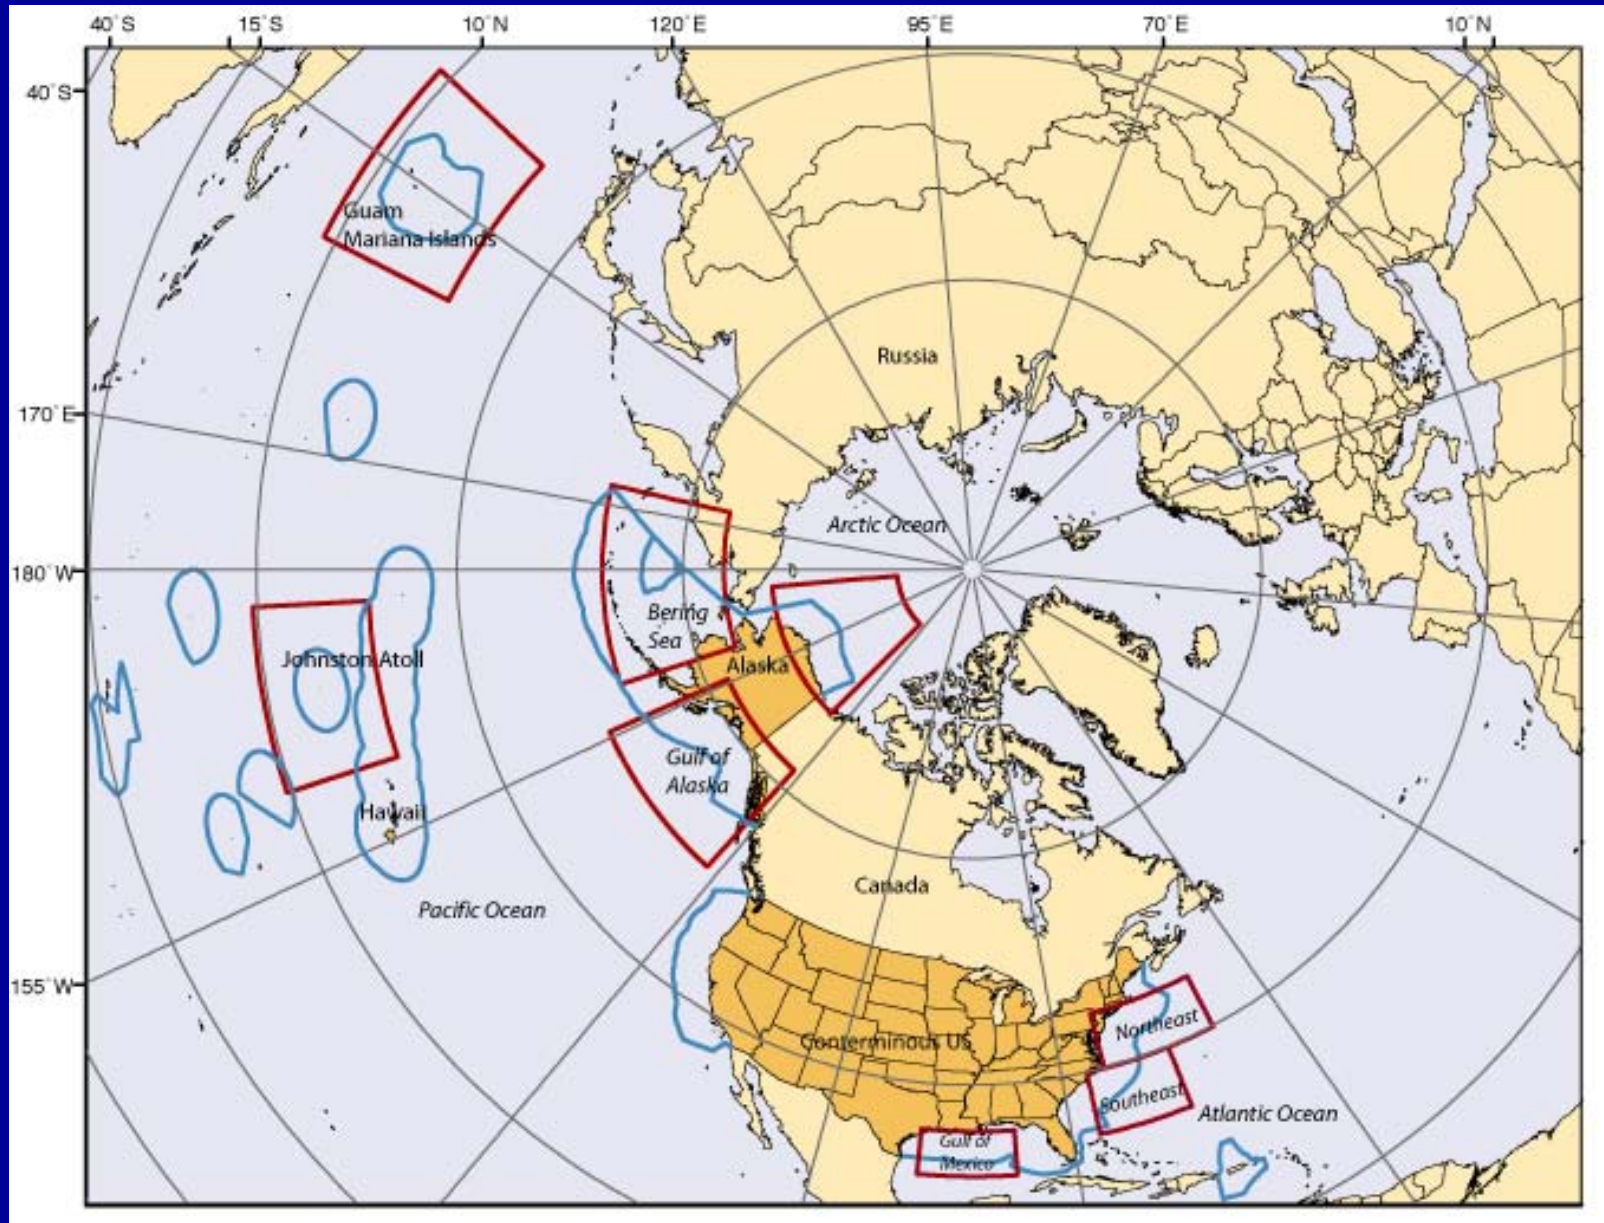 40°S
15°S
10°N
120°E
95°E
70°E
10°N
40°S
Guam
Mariana Islands
Russia
170°E
Arctic Ocean
180°W
Bering
Sea
Johnston Atoll
Alaska
Gulf of
Alaska
Hawaii
Canada
Pacific Ocean
155°W
Northeast
Conterminous US
Southeast
Atlantic Ocean
Gulf of
Mexico